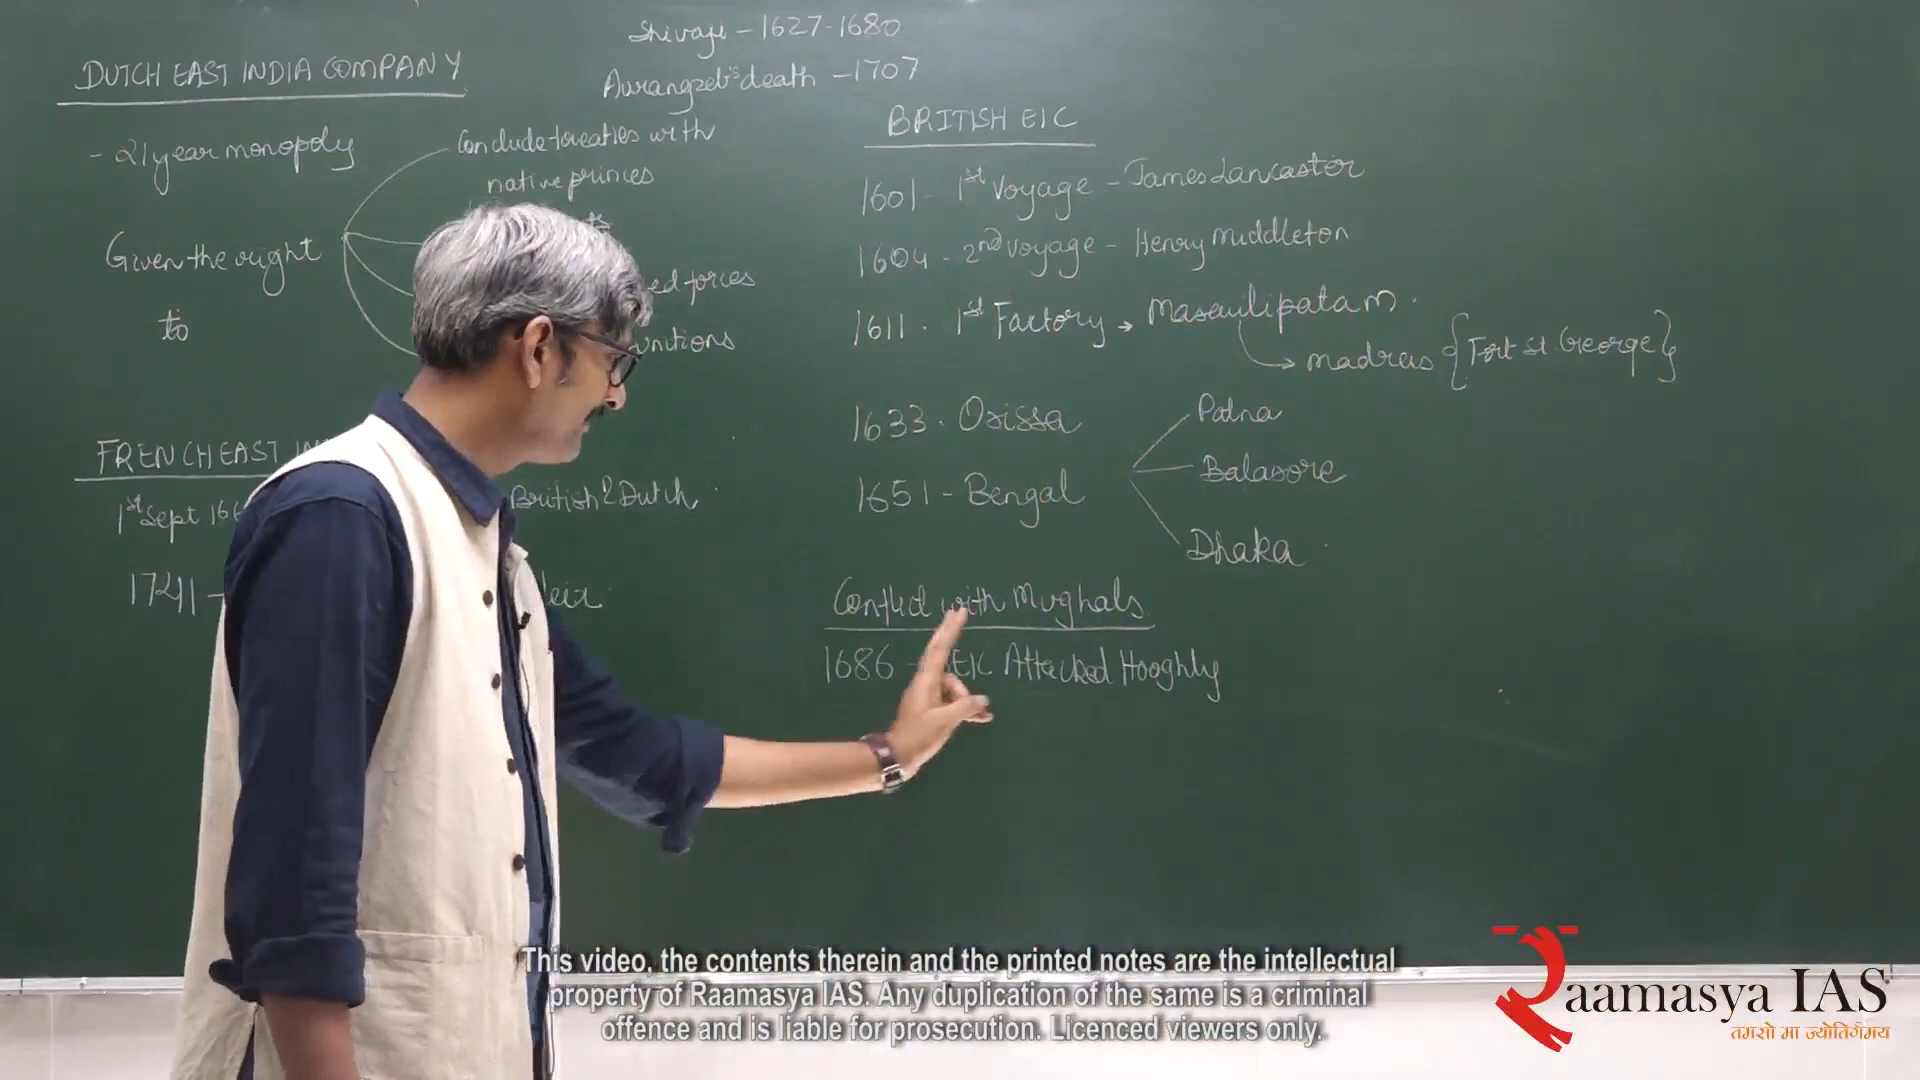 Shivaji - 1627-1680
Aurangzeb's death - 1707
DUTCH EAST INDIA COMPANY
- 21 year monopoly
Given the right
to
Conclude treaties with
native princes
ed forces
unitions
FRENCH EAST IN
1st Sept 166
British & Dutch
1741 -
leix
BRITISH EIC
1601 - 1st Voyage - James Lancaster
1604 - 2nd Voyage - Henry Middleton
1611 - 1st Factory → Masaulipatam
→ Madras {Fort St. George}
1633 - Orissa
1651 - Bengal
Patna
Balasore
Dhaka
Conflict with Mughals
1686 - BEIC Attacked Hooghly
This video, the contents therein and the printed notes are the intellectual
property of Raamasya IAS. Any duplication of the same is a criminal
offence and is liable for prosecution. Licenced viewers only.
Raamasya IAS
तमसो मा ज्योतिर्गमय